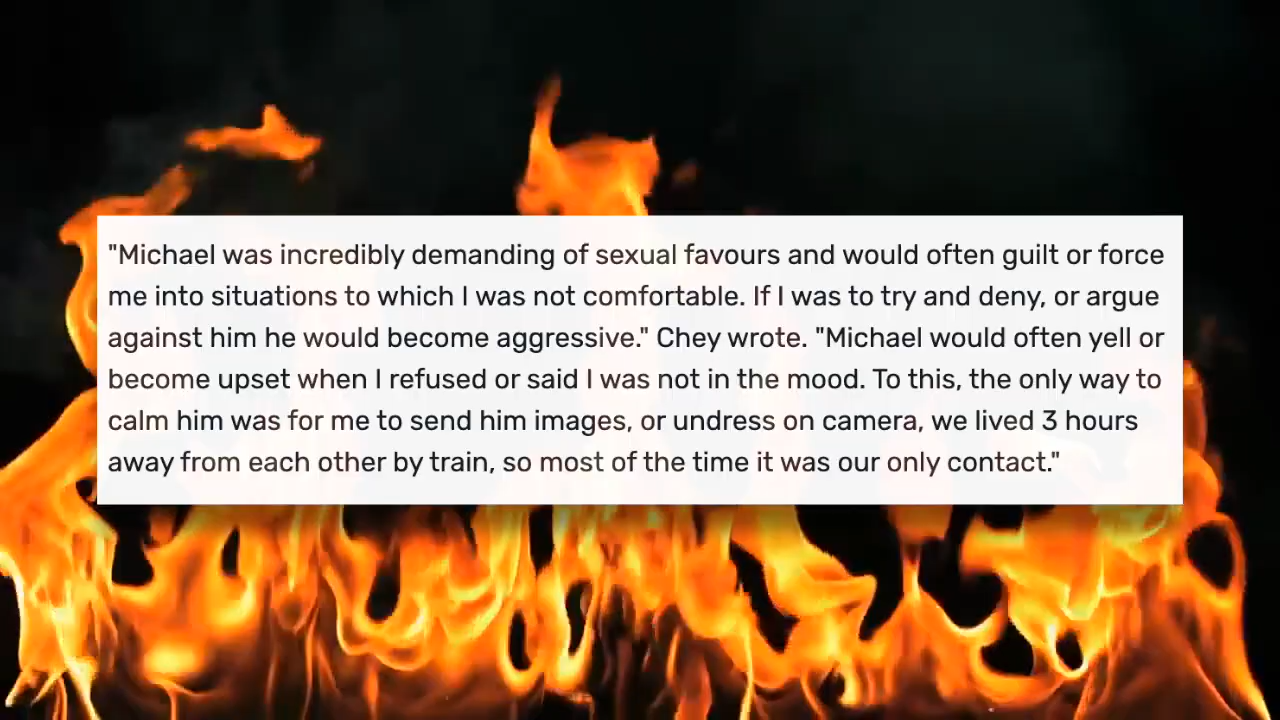 "Michael was incredibly demanding of sexual favours and would often guilt or force
me into situations to which I was not comfortable. If I was to try and deny, or argue
against him he would become aggressive." Chey wrote. "Michael would often yell or
become upset when I refused or said I was not in the mood. To this, the only way to
calm him was for me to send him images, or undress on camera, we lived 3 hours
away from each other by train, so most of the time it was our only contact."